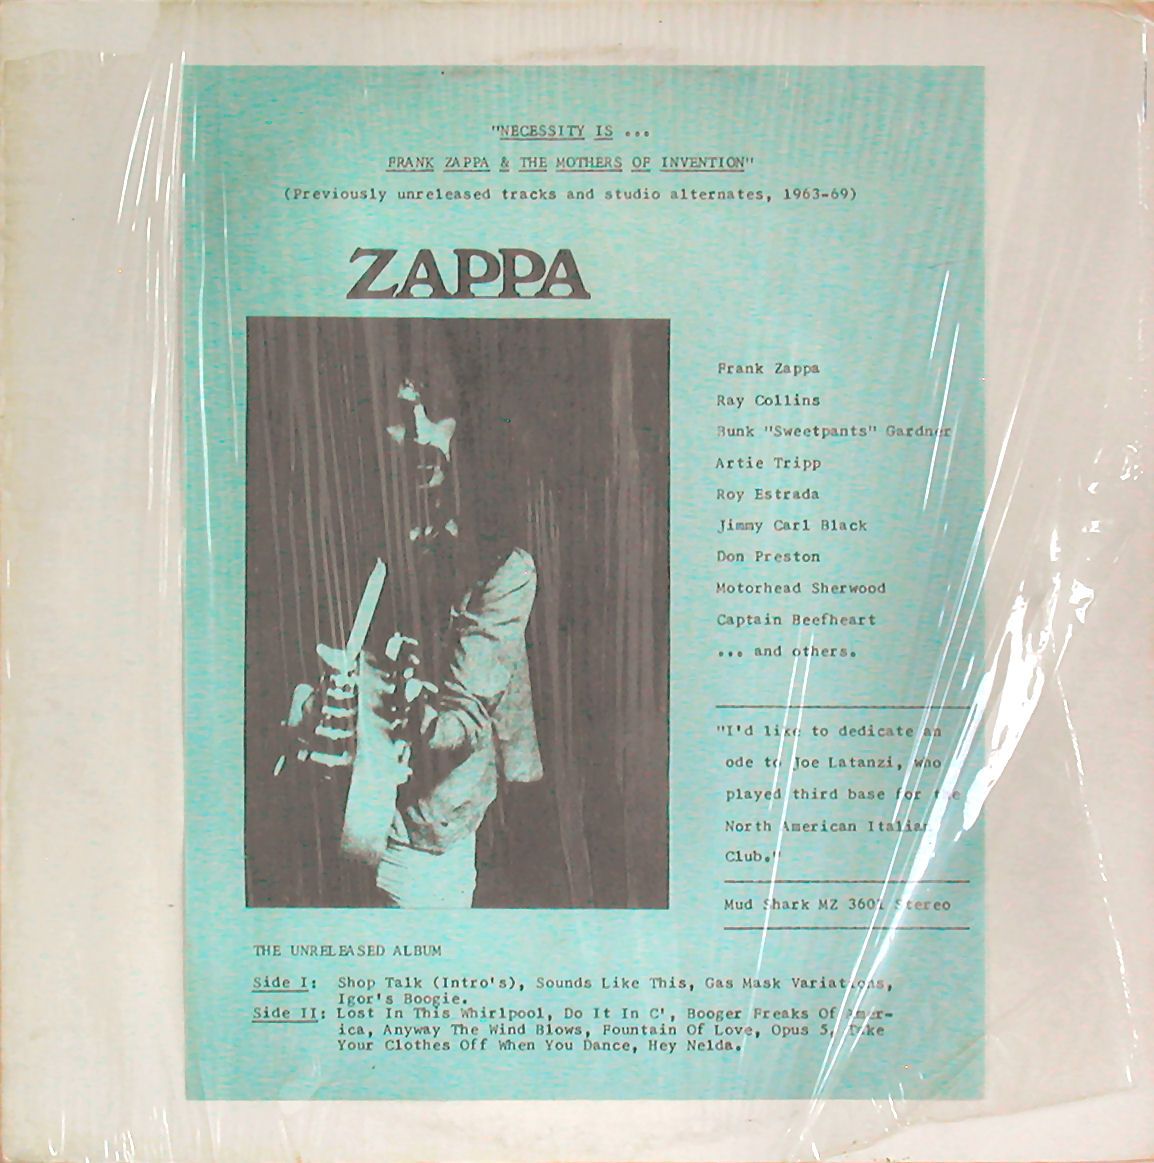 "NECESSITY IS ...
FRANK ZAPPA & THE MOTHERS OF INVENTION"
(Previously unreleased tracks and studio alternates, 1963-69)
ZAPPA
Frank Zappa
Ray Collins
Bunk "Sweetpants" Gardner
Artie Tripp
Roy Estrada
Jimmy Carl Black
Don Preston
Motorhead Sherwood
Captain Beefheart
... and others.
"I'd like to dedicate an
ode to Joe Latanzi, who
played third base for the
North American Italian
Club."
Mud Shark MZ 3601 Stereo
THE UNRELEASED ALBUM
Side I: Shop Talk (Intro's), Sounds Like This, Gas Mask Variations,
Igor's Boogie.
Side II: Lost In This Whirlpool, Do It In C', Booger Freaks Of Amer-
ica, Anyway The Wind Blows, Fountain Of Love, Opus 5, Take
Your Clothes Off When You Dance, Hey Nelda.